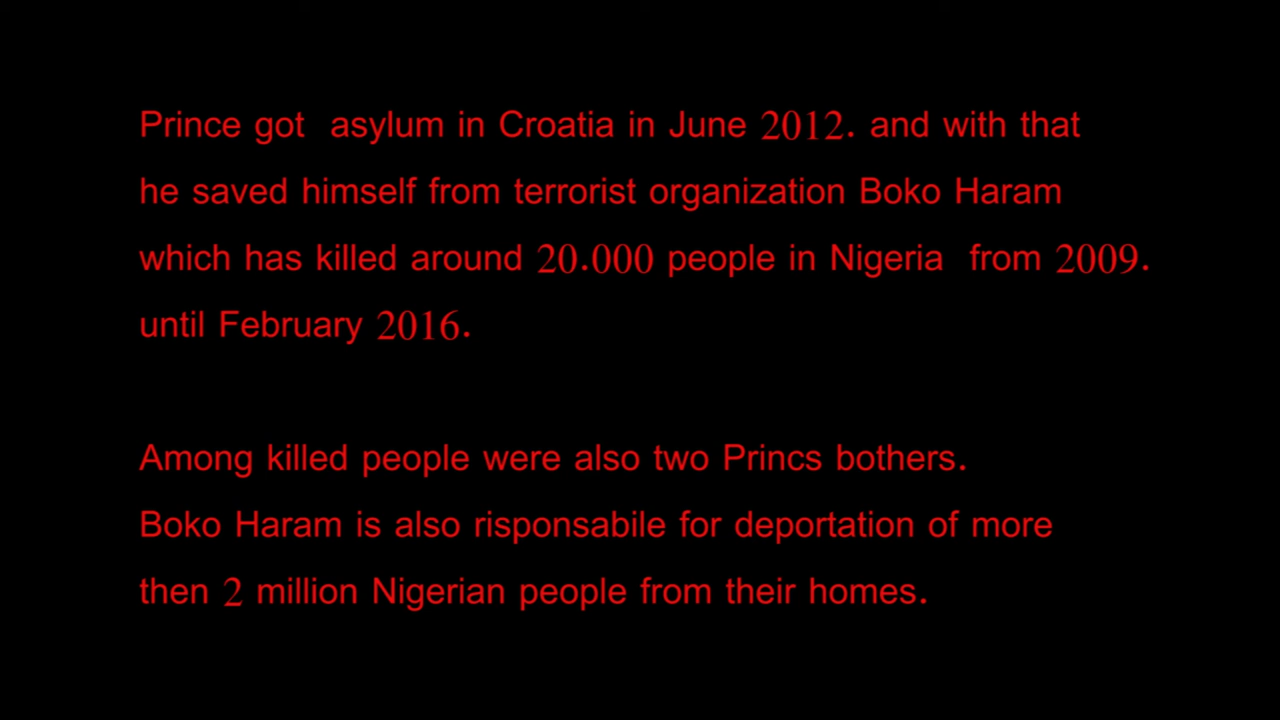 Prince got asylum in Croatia in June 2012. and with that
he saved himself from terrorist organization Boko Haram
which has killed around 20.000 people in Nigeria from 2009.
until February 2016.
Among killed people were also two Princs bothers.
Boko Haram is also risponsabile for deportation of more
then 2 million Nigerian people from their homes.